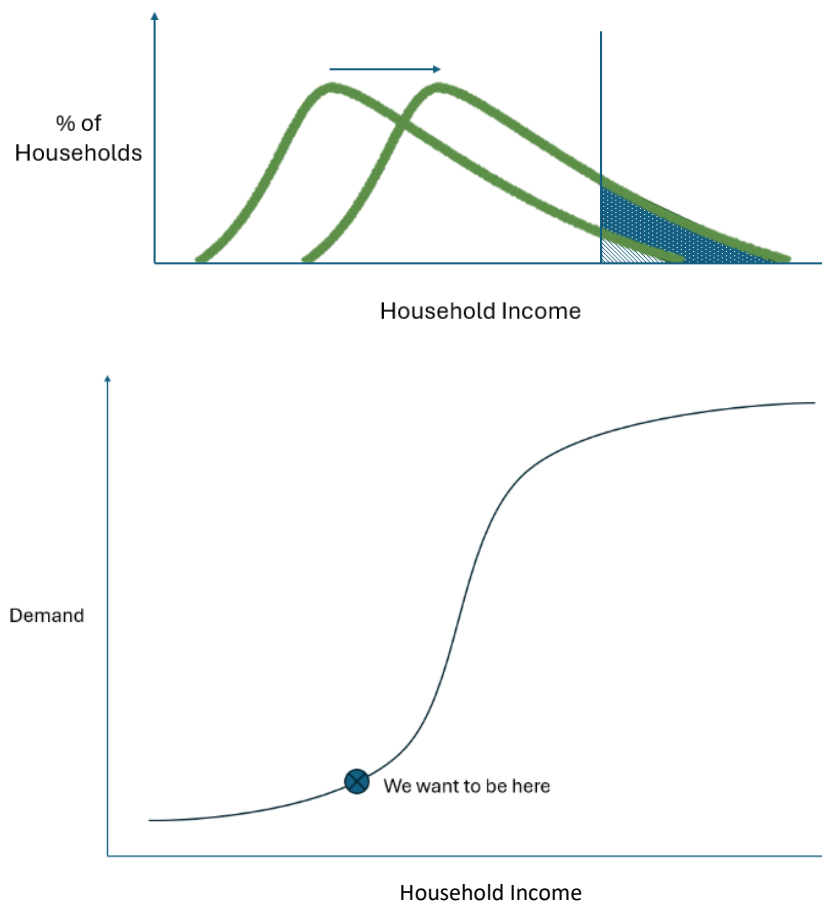 % of
Households
Household Income
Demand
We want to be here
Household Income